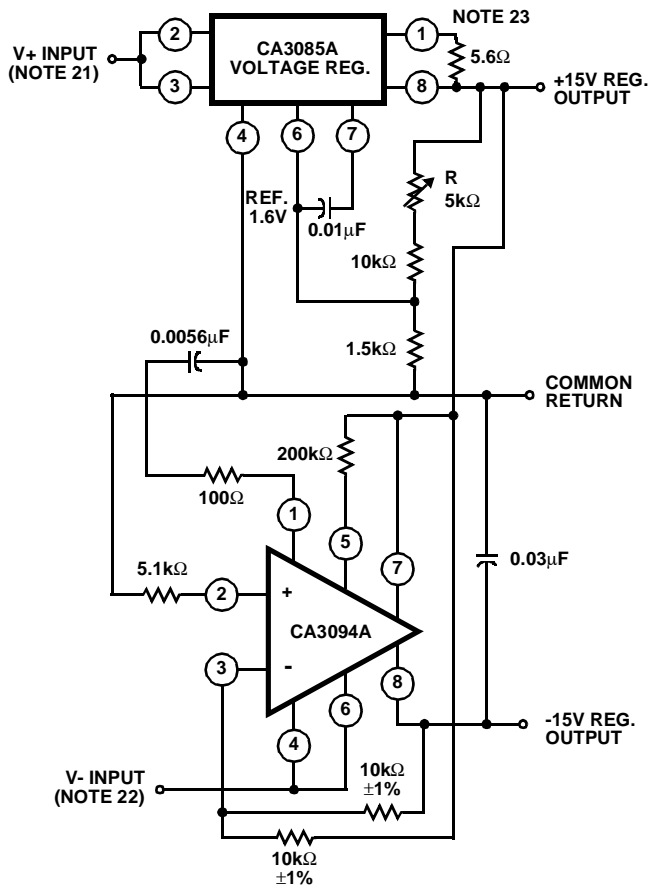 NOTE 23
V+ INPUT
(NOTE 21)
2
3
CA3085A
VOLTAGE REG.
1
8
5.6Ω
+15V REG.
OUTPUT
4
6
7
REF.
1.6V
0.01μF
R
5kΩ
10kΩ
1.5kΩ
0.0056μF
COMMON
RETURN
200kΩ
100Ω
1
5
7
0.03μF
5.1kΩ
2
+
CA3094A
3
-
8
6
4
-15V REG.
OUTPUT
V- INPUT
(NOTE 22)
10kΩ
±1%
10kΩ
±1%